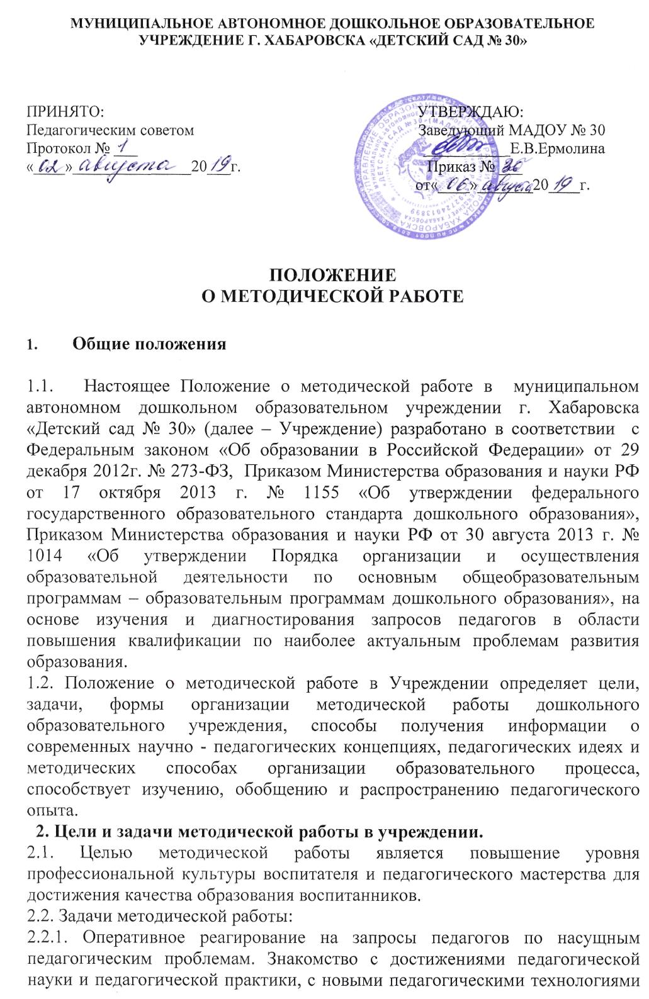 МУНИЦИПАЛЬНОЕ АВТОНОМНОЕ ДОШКОЛЬНОЕ ОБРАЗОВАТЕЛЬНОЕ
УЧРЕЖДЕНИЕ Г. ХАБАРОВСКА «ДЕТСКИЙ САД № 30»
ПРИНЯТО:
Педагогическим советом
Протокол № 1
«02» августа 2019г.
УТВЕРЖДАЮ:
Заведующий МАДОУ № 30
Е.В.Ермолина
Приказ №
от«06» августа 2019 г.
ПОЛОЖЕНИЕ
О МЕТОДИЧЕСКОЙ РАБОТЕ
1. Общие положения
1.1. Настоящее Положение о методической работе в муниципальном
автономном дошкольном образовательном учреждении г. Хабаровска
«Детский сад № 30» (далее – Учреждение) разработано в соответствии с
Федеральным законом «Об образовании в Российской Федерации» от 29
декабря 2012г. № 273-ФЗ, Приказом Министерства образования и науки РФ
от 17 октября 2013 г. № 1155 «Об утверждении федерального
государственного образовательного стандарта дошкольного образования»,
Приказом Министерства образования и науки РФ от 30 августа 2013 г. №
1014 «Об утверждении Порядка организации и осуществления
образовательной деятельности по основным общеобразовательным
программам – образовательным программам дошкольного образования», на
основе изучения и диагностирования запросов педагогов в области
повышения квалификации по наиболее актуальным проблемам развития
образования.
1.2. Положение о методической работе в Учреждении определяет цели,
задачи, формы организации методической работы дошкольного
образовательного учреждения, способы получения информации о
современных научно - педагогических концепциях, педагогических идеях и
методических способах организации образовательного процесса,
способствует изучению, обобщению и распространению педагогического
опыта.
2. Цели и задачи методической работы в учреждении.
2.1. Целью методической работы является повышение уровня
профессиональной культуры воспитателя и педагогического мастерства для
достижения качества образования воспитанников.
2.2. Задачи методической работы:
2.2.1. Оперативное реагирование на запросы педагогов по насущным
педагогическим проблемам. Знакомство с достижениями педагогической
науки и педагогической практики, с новыми педагогическими технологиями